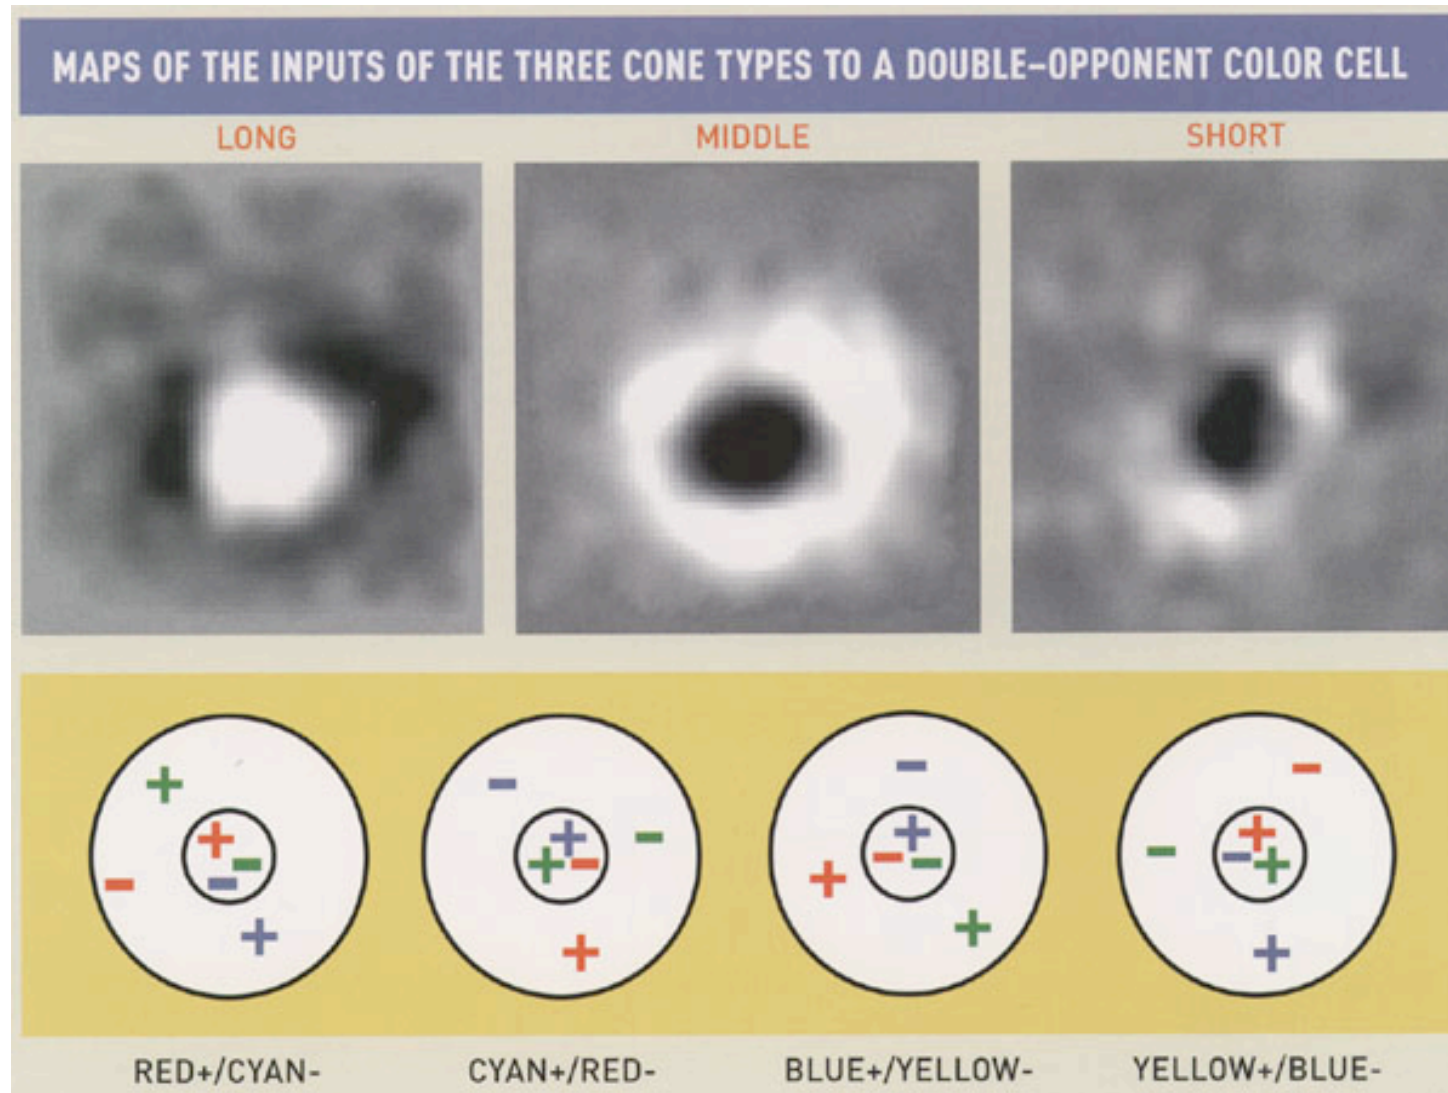 MAPS OF THE INPUTS OF THE THREE CONE TYPES TO A DOUBLE–OPPONENT COLOR CELL
LONG MIDDLE SHORT
+ - + -
+ + + +
- - + - - - + -
- + - - + +
- + +
+ + +
RED+/CYAN- CYAN+/RED- BLUE+/YELLOW- YELLOW+/BLUE-